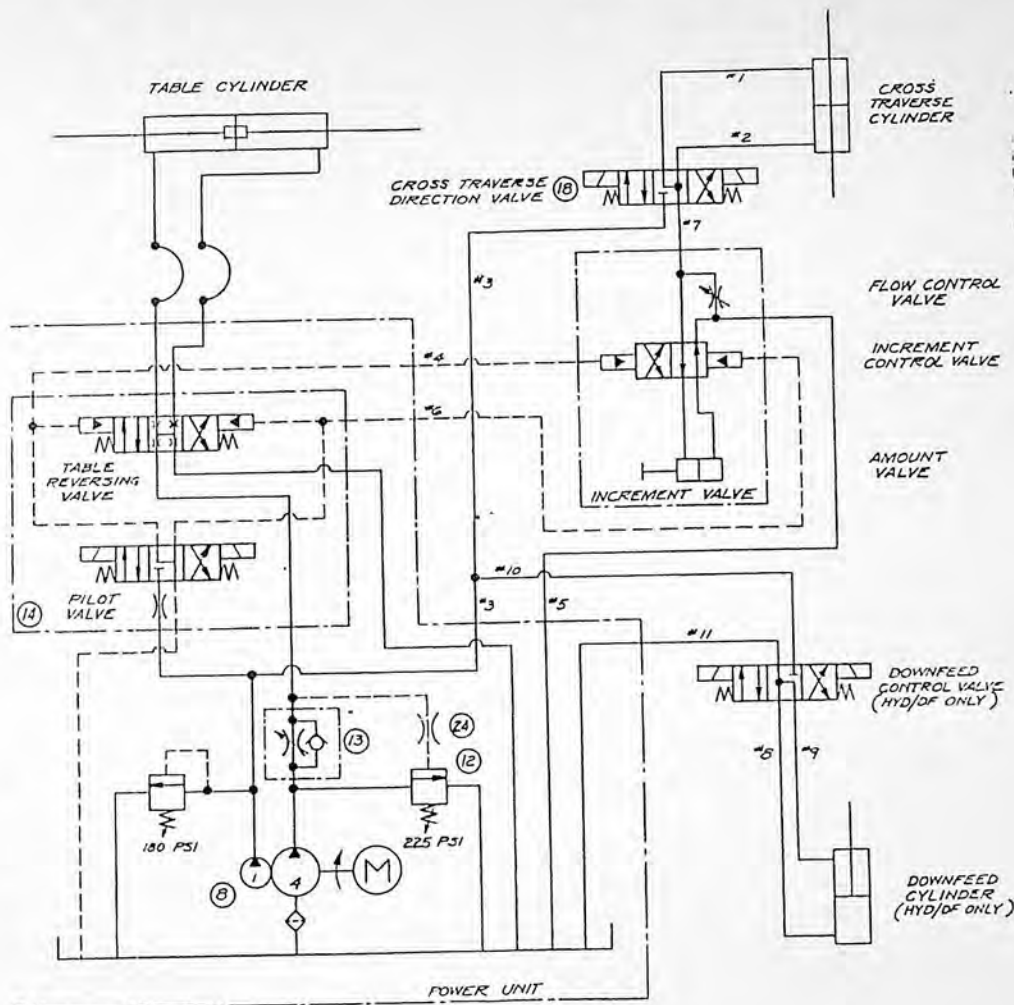 TABLE CYLINDER
#1
CROSS
TRAVERSE
CYLINDER
#2
CROSS TRAVERSE
DIRECTION VALVE
18
#7
#3
FLOW CONTROL
VALVE
#4
INCREMENT
CONTROL VALVE
#6
TABLE
REVERSING
VALVE
AMOUNT
VALVE
INCREMENT VALVE
PILOT
VALVE
14
#10
#3
#5
#11
DOWNFEED
CONTROL VALVE
(HYD/DF ONLY)
24
13
12
#8
#9
180 PSI
225 PSI
8
1
4
M
DOWNFEED
CYLINDER
(HYD/DF ONLY)
POWER UNIT